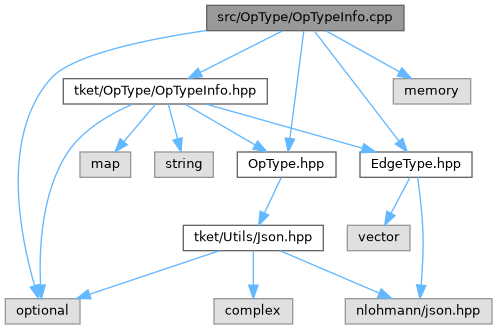 src/OpType/OpTypeInfo.cpp
tket/OpType/OpTypeInfo.hpp
memory
map
string
OpType.hpp
EdgeType.hpp
tket/Utils/Json.hpp
vector
optional
complex
nlohmann/json.hpp